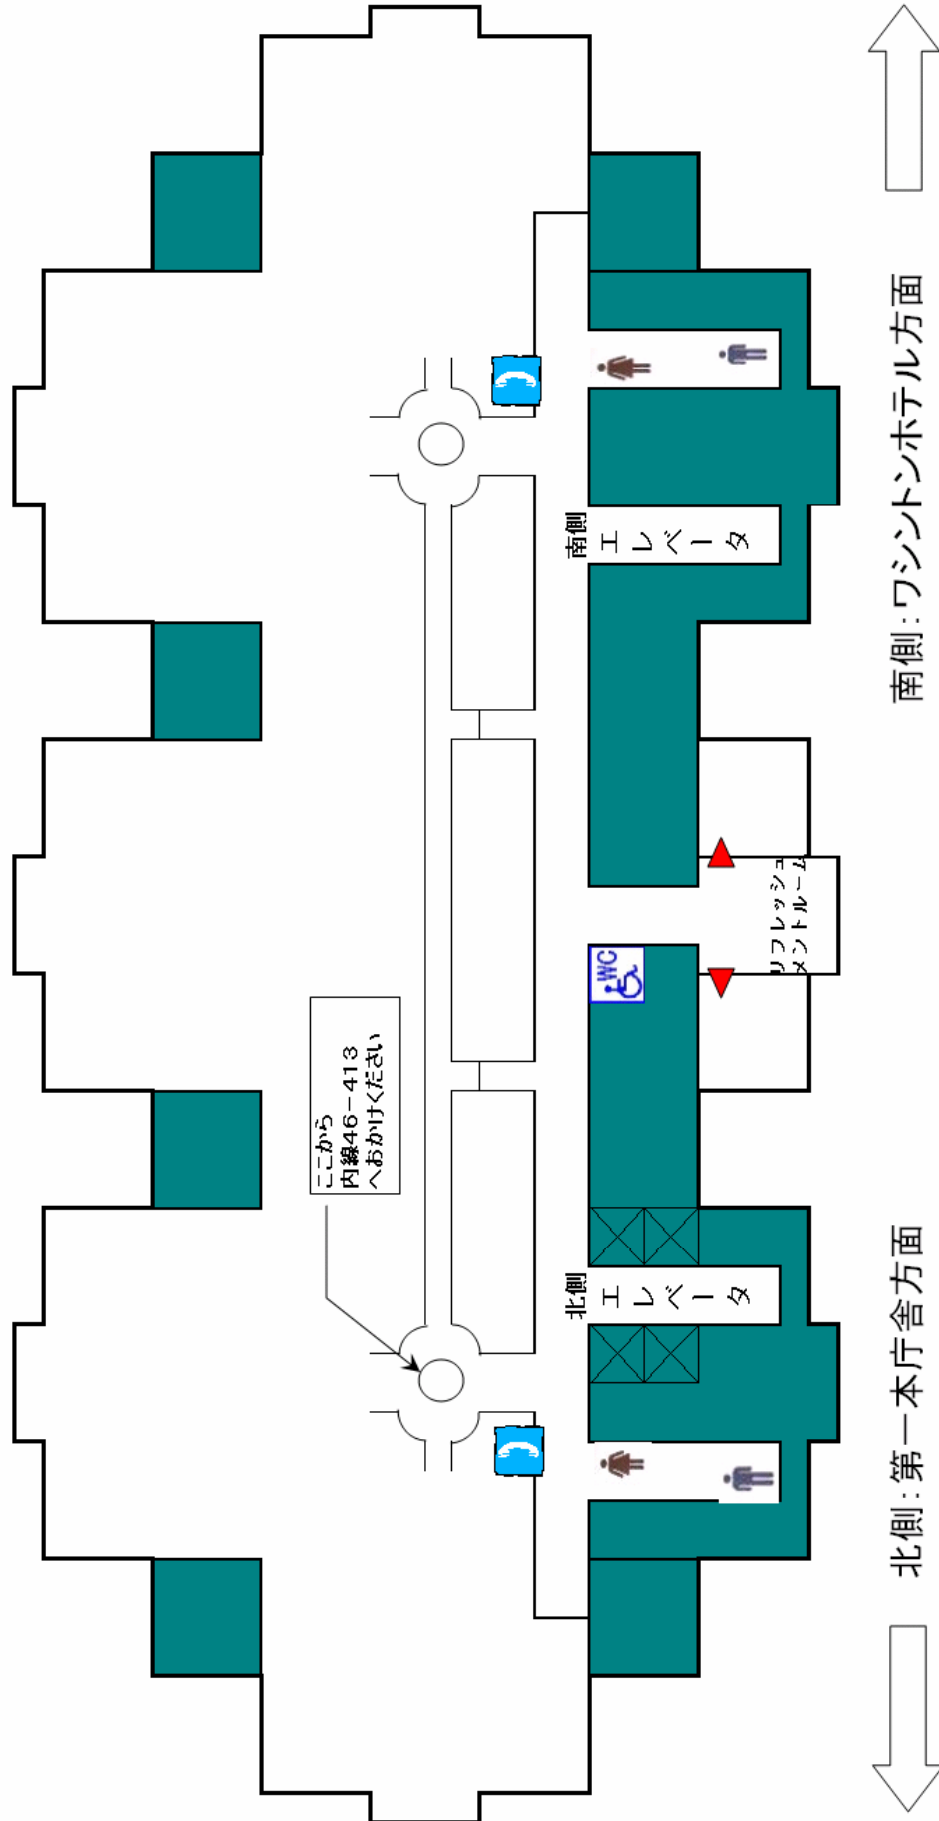 ここから
内線46-413
へおかけください
北側
エレベータ
南側
エレベータ
WC
リフレッシュ
メントルーム
北側:第一本庁舎方面
南側:ワシントンホテル方面